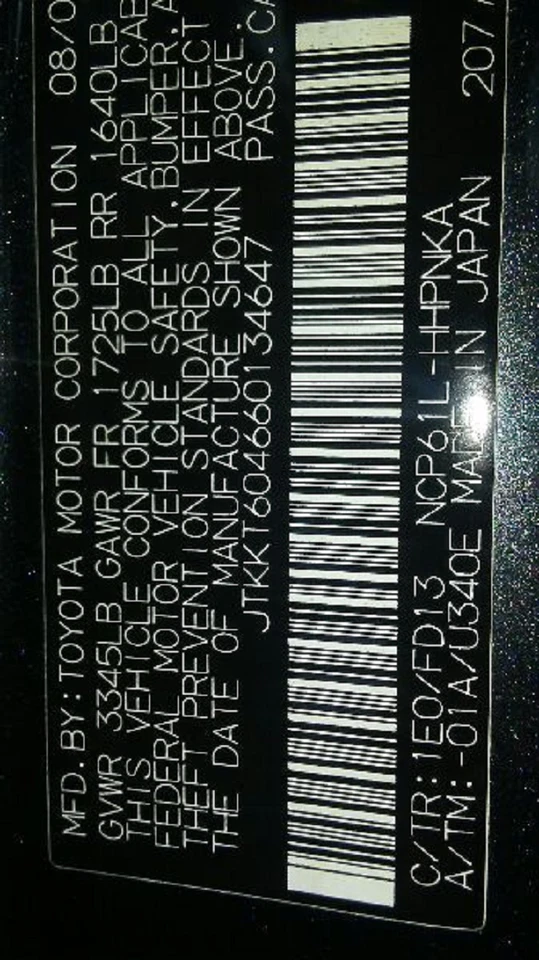 MFD.BY:TOYOTA MOTOR CORPORATION 08/0
GVWR 3345LB GAWR FR 1725LB RR 1640LB
THIS VEHICLE CONFORMS TO ALL APPLICAB
FEDERAL MOTOR VEHICLE SAFETY,BUMPER,A
THEFT PREVENTION STANDARDS IN EFFECT
THE DATE OF MANUFACTURE SHOWN ABOVE.
JTKKT604660134647 PASS.CA
C/TR:1E0/FD13 NCP61L-HHPNKA
A/TM:-01A/U340E MADE IN JAPAN 207